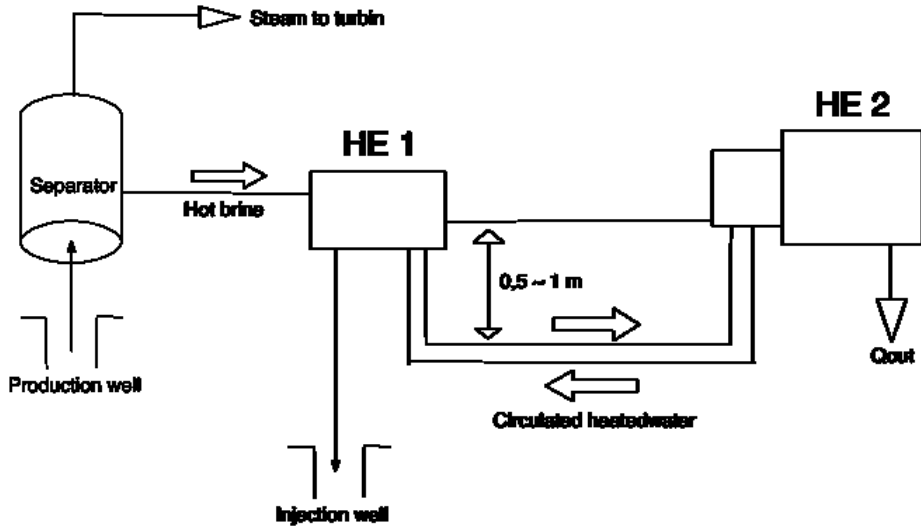 Steam to turbin
HE 2
HE 1
Separator
Hot brine
0,5 ~ 1 m
Qout
Production well
Circulated heatedwater
Injection well